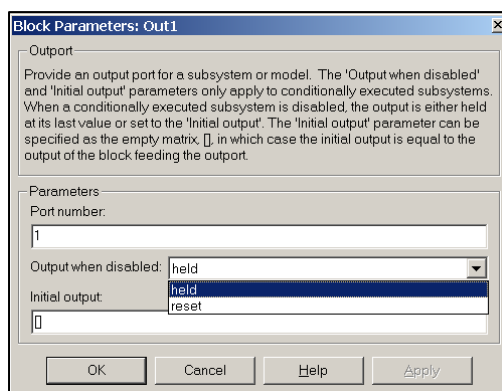 Block Parameters: Out1
Outport
Provide an output port for a subsystem or model. The 'Output when disabled'
and 'Initial output' parameters only apply to conditionally executed subsystems.
When a conditionally executed subsystem is disabled, the output is either held
at its last value or set to the 'Initial output'. The 'Initial output' parameter can be
specified as the empty matrix, [], in which case the initial output is equal to the
output of the block feeding the outport.
Parameters
Port number:
1
Output when disabled: held
held
reset
Initial output:
[]
OK Cancel Help Apply